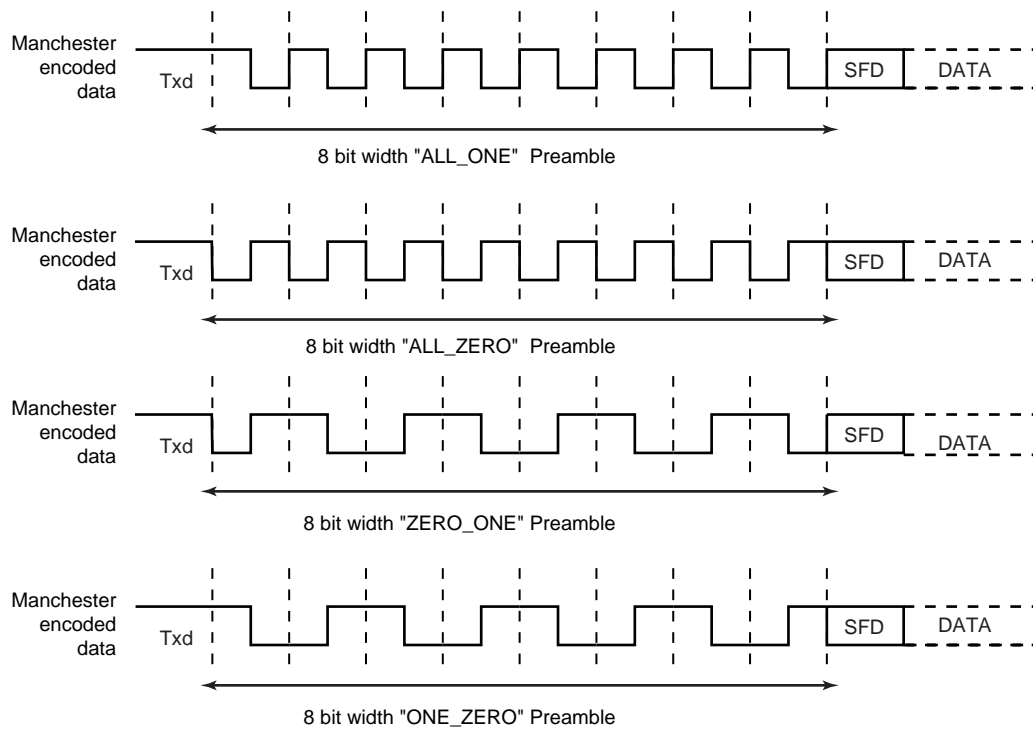 Manchester
encoded
data
Txd
SFD
DATA
8 bit width "ALL_ONE" Preamble
Manchester
encoded
data
Txd
SFD
DATA
8 bit width "ALL_ZERO" Preamble
Manchester
encoded
data
Txd
SFD
DATA
8 bit width "ZERO_ONE" Preamble
Manchester
encoded
data
Txd
SFD
DATA
8 bit width "ONE_ZERO" Preamble